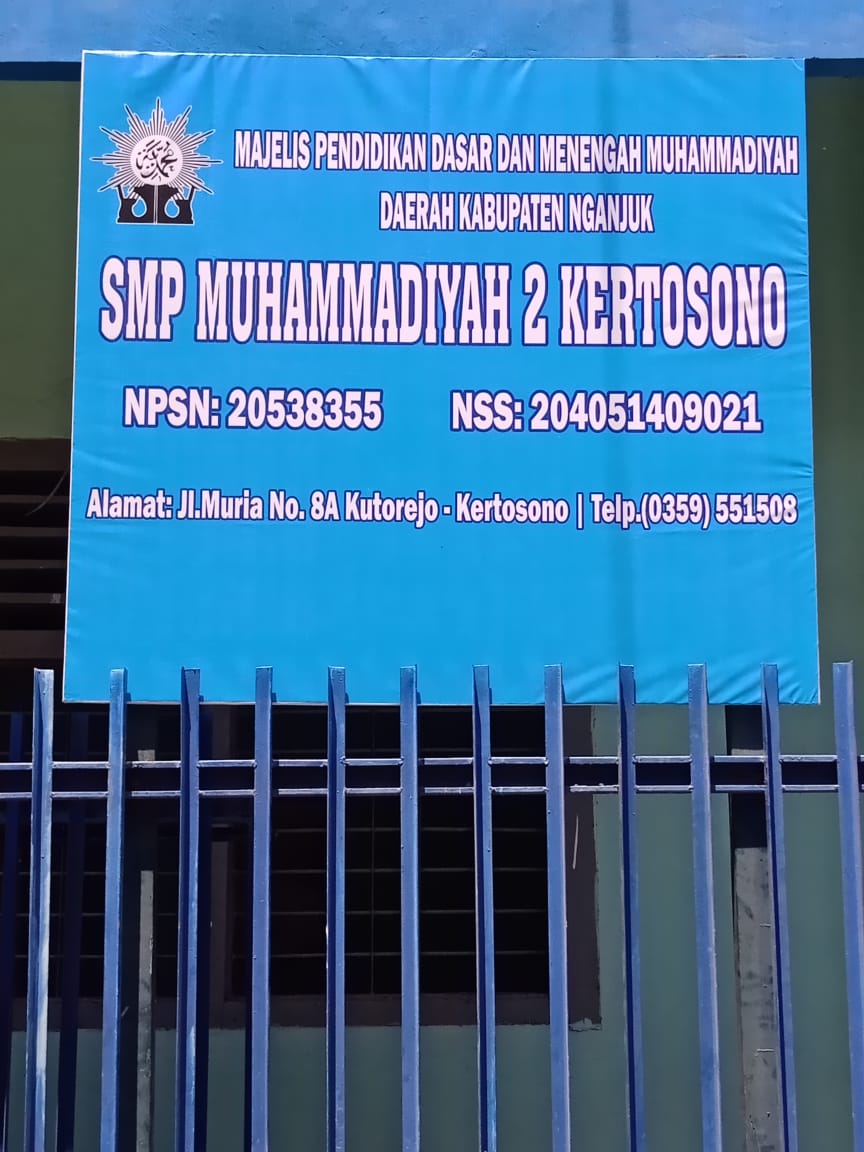 MAJELIS PENDIDIKAN DASAR DAN MENENGAH MUHAMMADIYAH
DAERAH KABUPATEN NGANJUK
SMP MUHAMMADIYAH 2 KERTOSONO
NPSN: 20538355 NSS: 204051409021
Alamat: Jl.Muria No. 8A Kutorejo - Kertosono | Telp.(0359) 551508